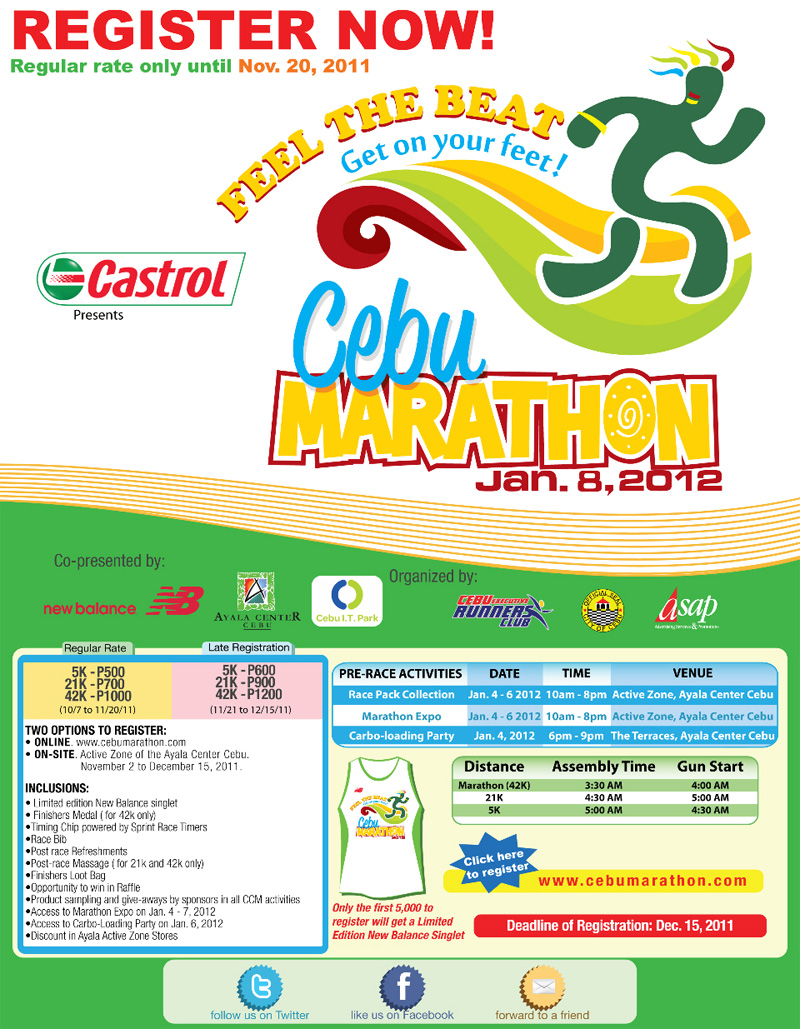 REGISTER NOW!
Regular rate only until Nov. 20, 2011
FEEL THE BEAT
Get on your feet!
Castrol
Presents
Cebu
MARATHON
Jan. 8, 2012
Co-presented by:
new balance NB
AYALA CENTER
CEBU
Cebu I.T. Park
Organized by:
CEBU EXECUTIVE
RUNNERS
CLUB
OFFICIAL SEAL
asap
Advertising Services & Promotions
Regular Rate
5K - P500
21K - P700
42K - P1000
(10/7 to 11/20/11)
Late Registration
5K - P600
21K - P900
42K - P1200
(11/21 to 12/15/11)
TWO OPTIONS TO REGISTER:
• ONLINE. www.cebumarathon.com
• ON-SITE. Active Zone of the Ayala Center Cebu.
November 2 to December 15, 2011.
INCLUSIONS:
• Limited edition New Balance singlet
• Finishers Medal ( for 42k only)
•Timing Chip powered by Sprint Race Timers
•Race Bib
•Post race Refreshments
•Post-race Massage ( for 21k and 42k only)
•Finishers Loot Bag
•Opportunity to win in Raffle
•Product sampling and give-aways by sponsors in all CCM activities
•Access to Marathon Expo on Jan. 4 - 7, 2012
•Access to Carbo-Loading Party on Jan. 6, 2012
•Discount in Ayala Active Zone Stores
PRE-RACE ACTIVITIES DATE TIME VENUE
Race Pack Collection Jan. 4 - 6 2012 10am - 8pm Active Zone, Ayala Center Cebu
Marathon Expo Jan. 4 - 6 2012 10am - 8pm Active Zone, Ayala Center Cebu
Carbo-loading Party Jan. 4, 2012 6pm - 9pm The Terraces, Ayala Center Cebu
Distance Assembly Time Gun Start
Marathon (42K) 3:30 AM 4:00 AM
21K 4:30 AM 5:00 AM
5K 5:00 AM 4:30 AM
FEEL THE BEAT
Cebu
MARATHON
Only the first 5,000 to
register will get a Limited
Edition New Balance Singlet
Click here
to register
www.cebumarathon.com
Deadline of Registration: Dec. 15, 2011
follow us on Twitter
like us on Facebook
forward to a friend